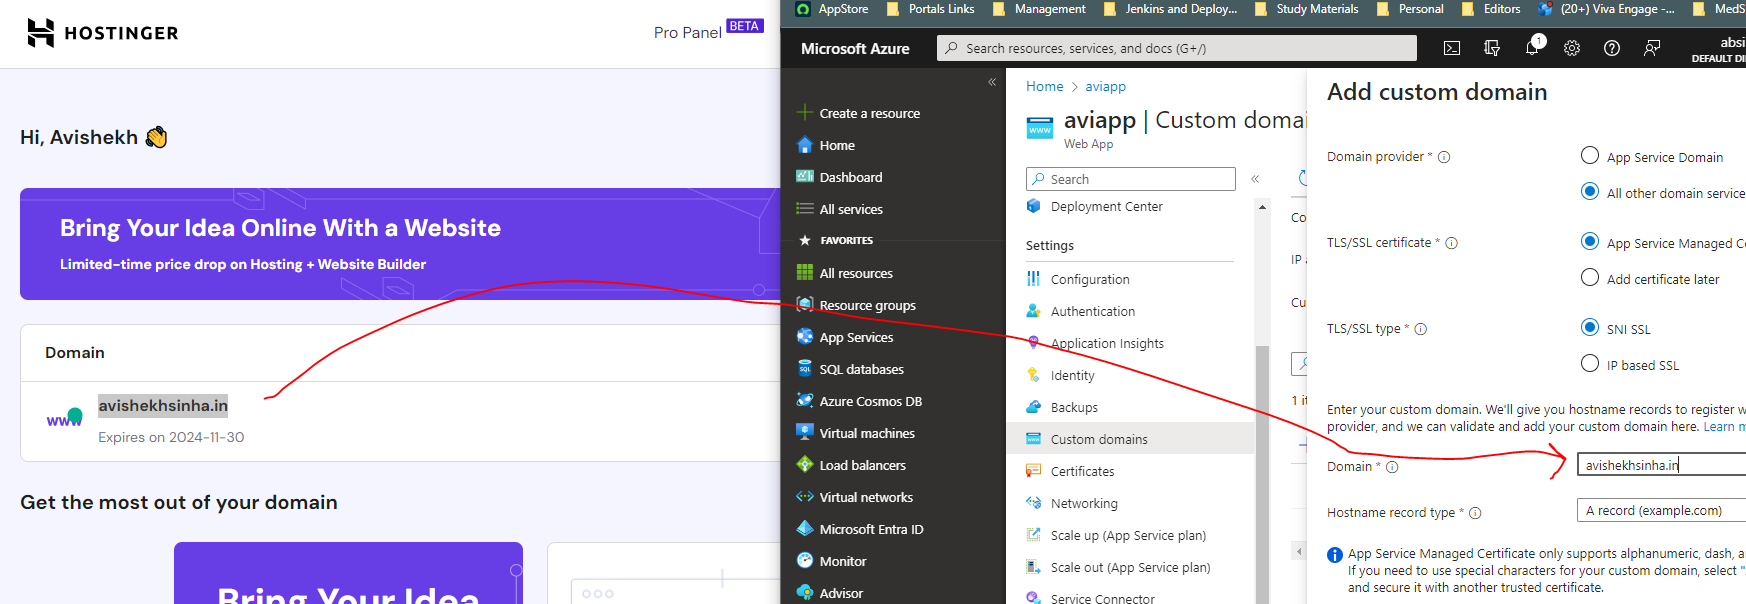 HOSTINGER
Pro Panel BETA
Hi, Avishekh
Bring Your Idea Online With a Website
Limited-time price drop on Hosting + Website Builder
Domain
www
avishekhsinha.in
Expires on 2024-11-30
Get the most out of your domain
Bring Your Idea
AppStore
Portals Links
Management
Jenkins and Deploy...
Study Materials
Personal
Editors
(20+) Viva Engage -...
MedS
Microsoft Azure
Search resources, services, and docs (G+/)
1
absi
DEFAULT DI
«
Create a resource
Home
Dashboard
All services
FAVORITES
All resources
Resource groups
App Services
SQL databases
Azure Cosmos DB
Virtual machines
Load balancers
Virtual networks
Microsoft Entra ID
Monitor
Advisor
Home > aviapp
aviapp | Custom domai
Web App
Search
«
Deployment Center
Settings
Configuration
Authentication
Application Insights
Identity
Backups
Custom domains
Certificates
Networking
Scale up (App Service plan)
Scale out (App Service plan)
Service Connector
Co
IP
Cu
1 it
Add custom domain
Domain provider *
App Service Domain
All other domain service
TLS/SSL certificate *
App Service Managed C
Add certificate later
TLS/SSL type *
SNI SSL
IP based SSL
Enter your custom domain. We'll give you hostname records to register w
provider, and we can validate and add your custom domain here. Learn m
Domain *
avishekhsinha.in
Hostname record type *
A record (example.com)
App Service Managed Certificate only supports alphanumeric, dash, a
If you need to use special characters for your custom domain, select "
and secure it with another trusted certificate.